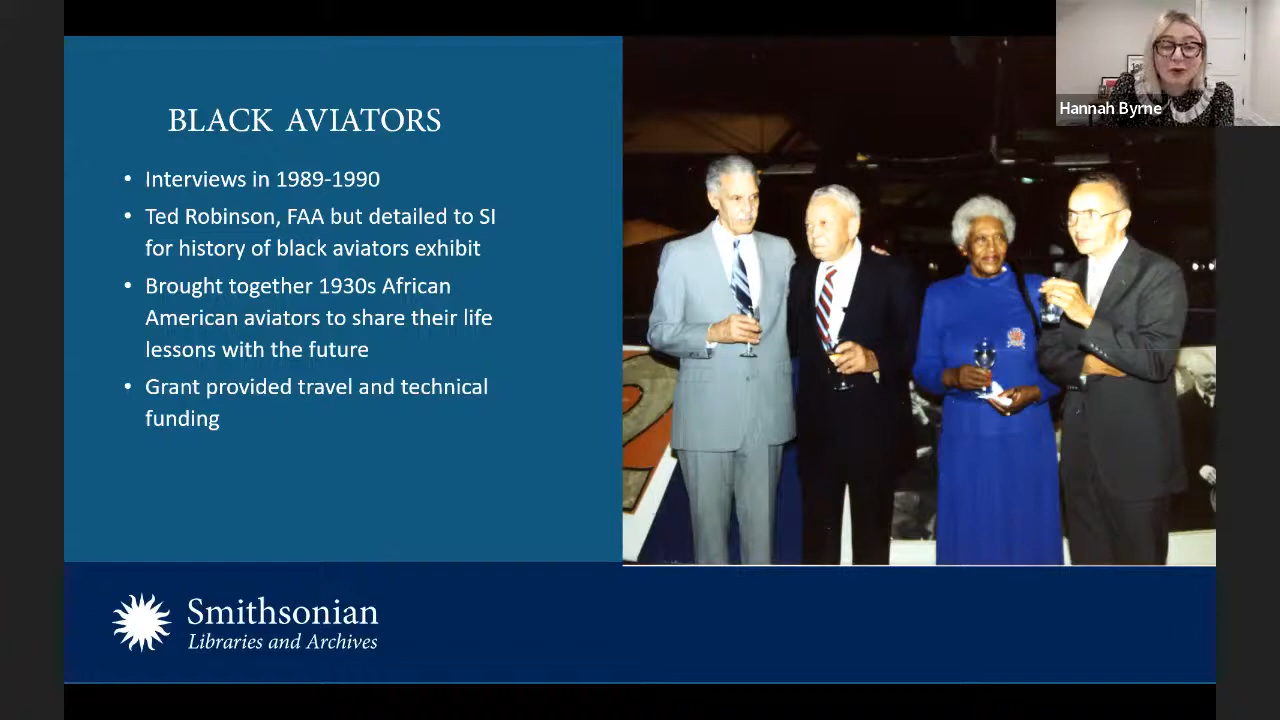 Hannah Byrne
BLACK AVIATORS
• Interviews in 1989-1990
• Ted Robinson, FAA but detailed to SI
for history of black aviators exhibit
• Brought together 1930s African
American aviators to share their life
lessons with the future
• Grant provided travel and technical
funding
Smithsonian
Libraries and Archives